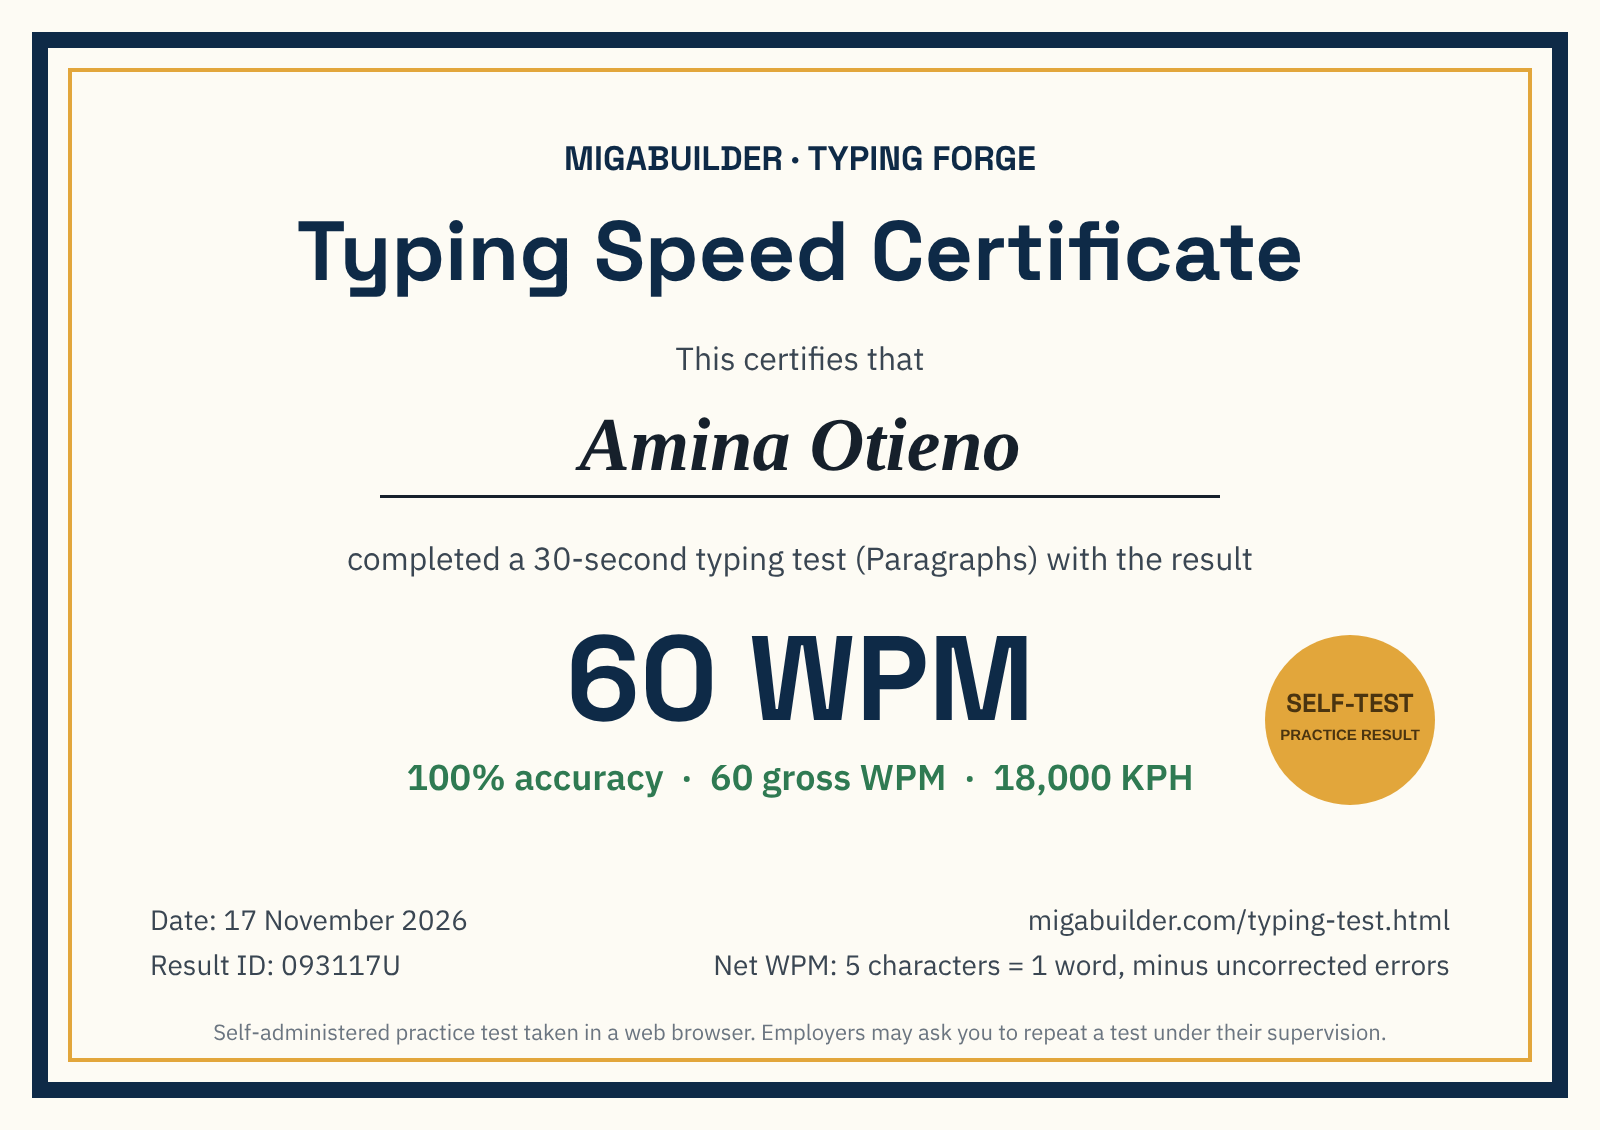 MIGABUILDER · TYPING FORGE
Typing Speed Certificate
This certifies that
Amina Otieno
completed a 30-second typing test (Paragraphs) with the result
60 WPM
SELF-TEST
PRACTICE RESULT
100% accuracy · 60 gross WPM · 18,000 KPH
Date: 17 November 2026
migabuilder.com/typing-test.html
Result ID: 093117U
Net WPM: 5 characters = 1 word, minus uncorrected errors
Self-administered practice test taken in a web browser. Employers may ask you to repeat a test under their supervision.